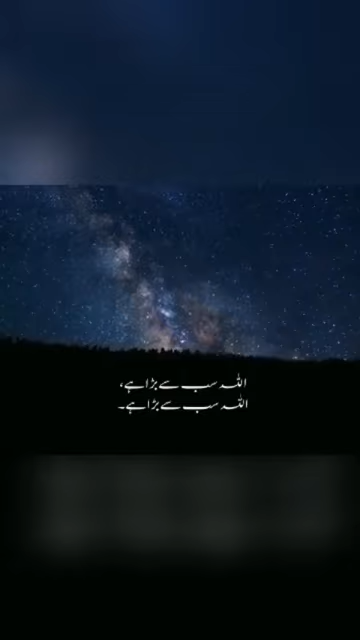 اللہ سب سے بڑا ہے،
اللہ سب سے بڑا ہے۔